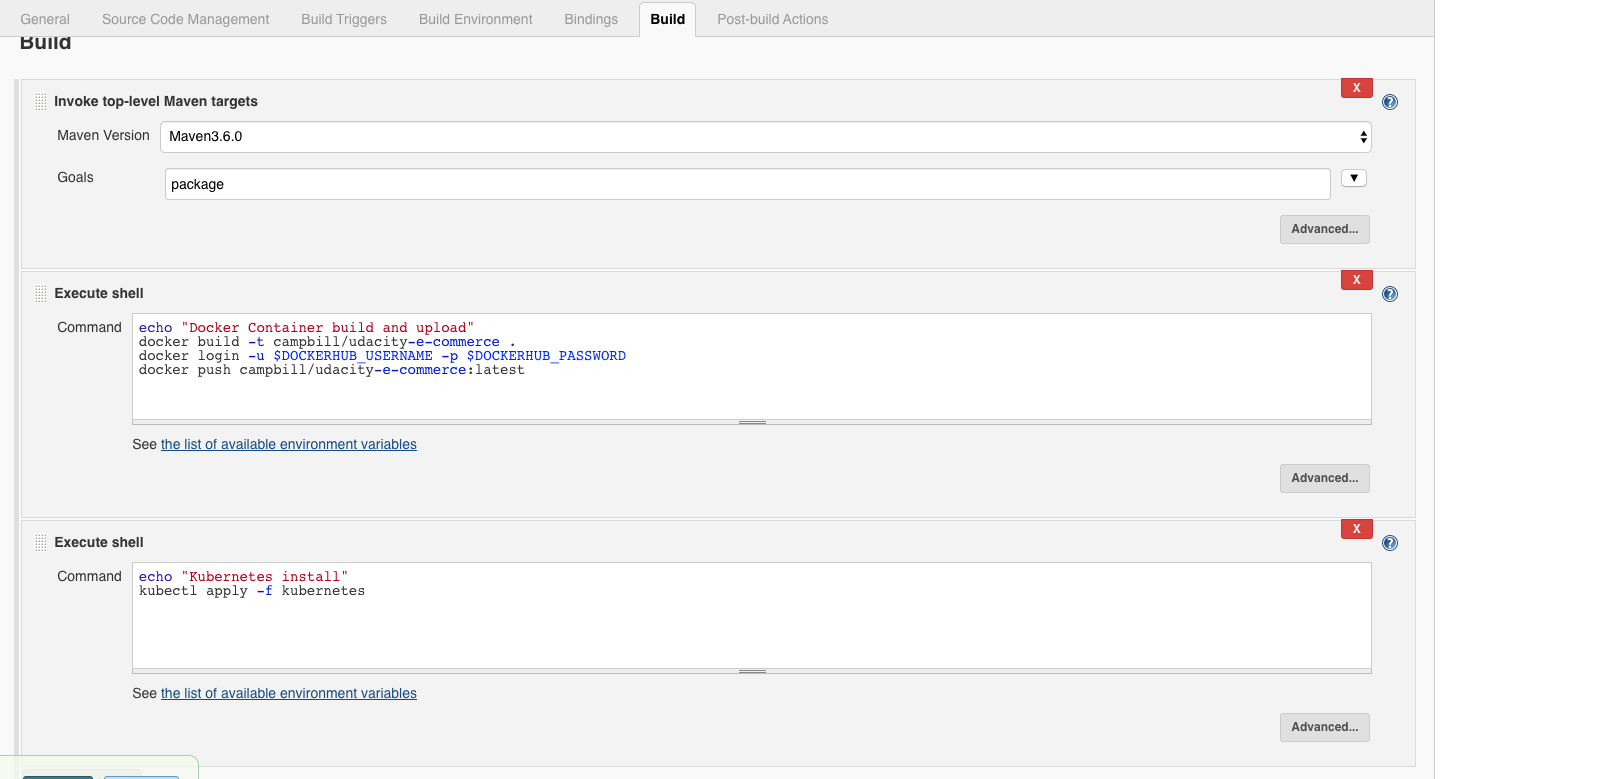 General Source Code Management Build Triggers Build Environment Bindings Build Post-build Actions
Build
X
Invoke top-level Maven targets ?
Maven Version Maven3.6.0
Goals package
Advanced...
X
Execute shell ?
Command echo "Docker Container build and upload"
docker build -t campbill/udacity-e-commerce .
docker login -u $DOCKERHUB_USERNAME -p $DOCKERHUB_PASSWORD
docker push campbill/udacity-e-commerce:latest
See the list of available environment variables
Advanced...
X
Execute shell ?
Command echo "Kubernetes install"
kubectl apply -f kubernetes
See the list of available environment variables
Advanced...